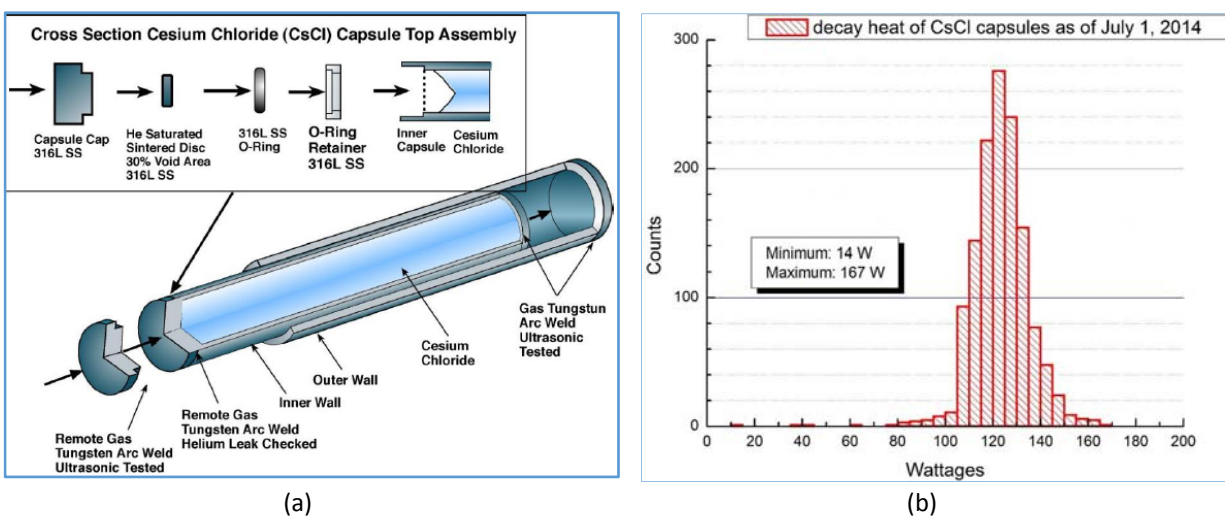 Cross Section Cesium Chloride (CsCl) Capsule Top Assembly
Capsule Cap
316L SS
He Saturated
Sintered Disc
30% Void Area
316L SS
316L SS
O-Ring
O-Ring
Retainer
316L SS
Inner
Capsule
Cesium
Chloride
Gas Tungstun
Arc Weld
Ultrasonic
Tested
Cesium
Chloride
Outer Wall
Inner Wall
Remote Gas
Tungsten Arc Weld
Helium Leak Checked
Remote Gas
Tungsten Arc Weld
Ultrasonic Tested
(a)
decay heat of CsCl capsules as of July 1, 2014
300
200
100
0
Counts
Minimum: 14 W
Maximum: 167 W
0 20 40 60 80 100 120 140 160 180 200
Wattages
(b)